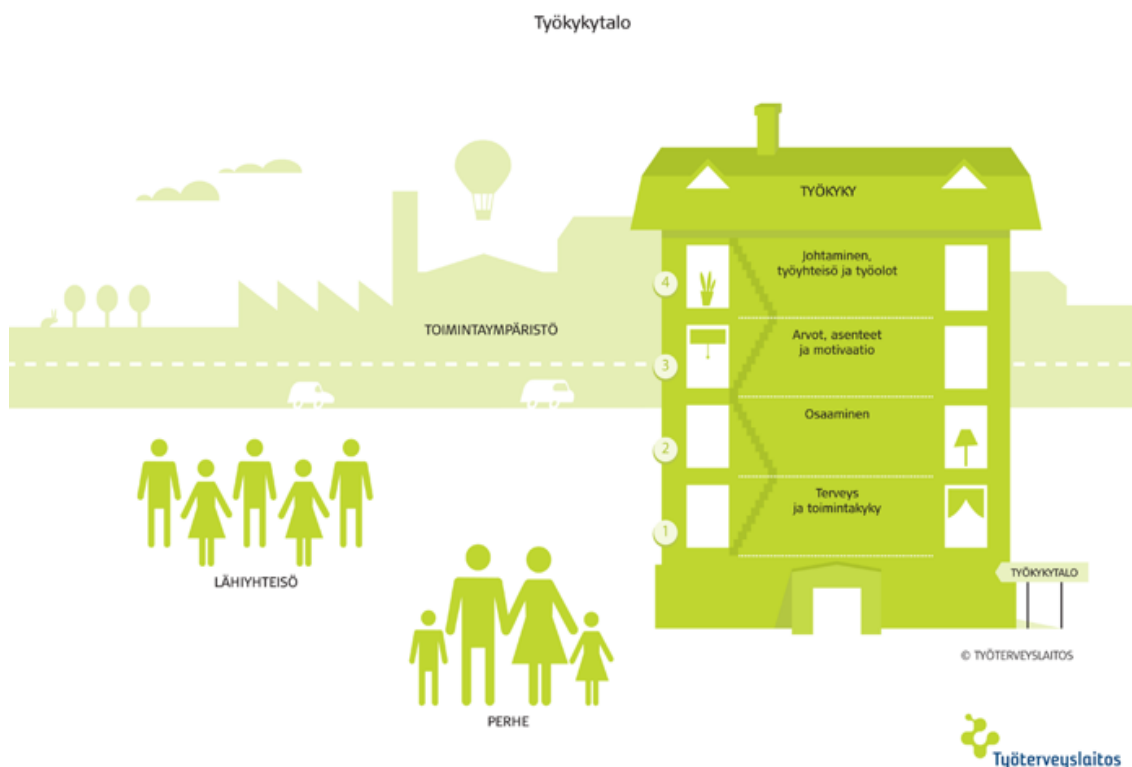 Työkykytalo
TYÖKYKY
4
Johtaminen,
työyhteisö ja työolot
TOIMINTAYMPÄRISTÖ
3
Arvot, asenteet
ja motivaatio
2
Osaaminen
1
Terveys
ja toimintakyky
LÄHIYHTEISÖ
TYÖKYKYTALO
© TYÖTERVEYSLAITOS
PERHE
Työterveyslaitos